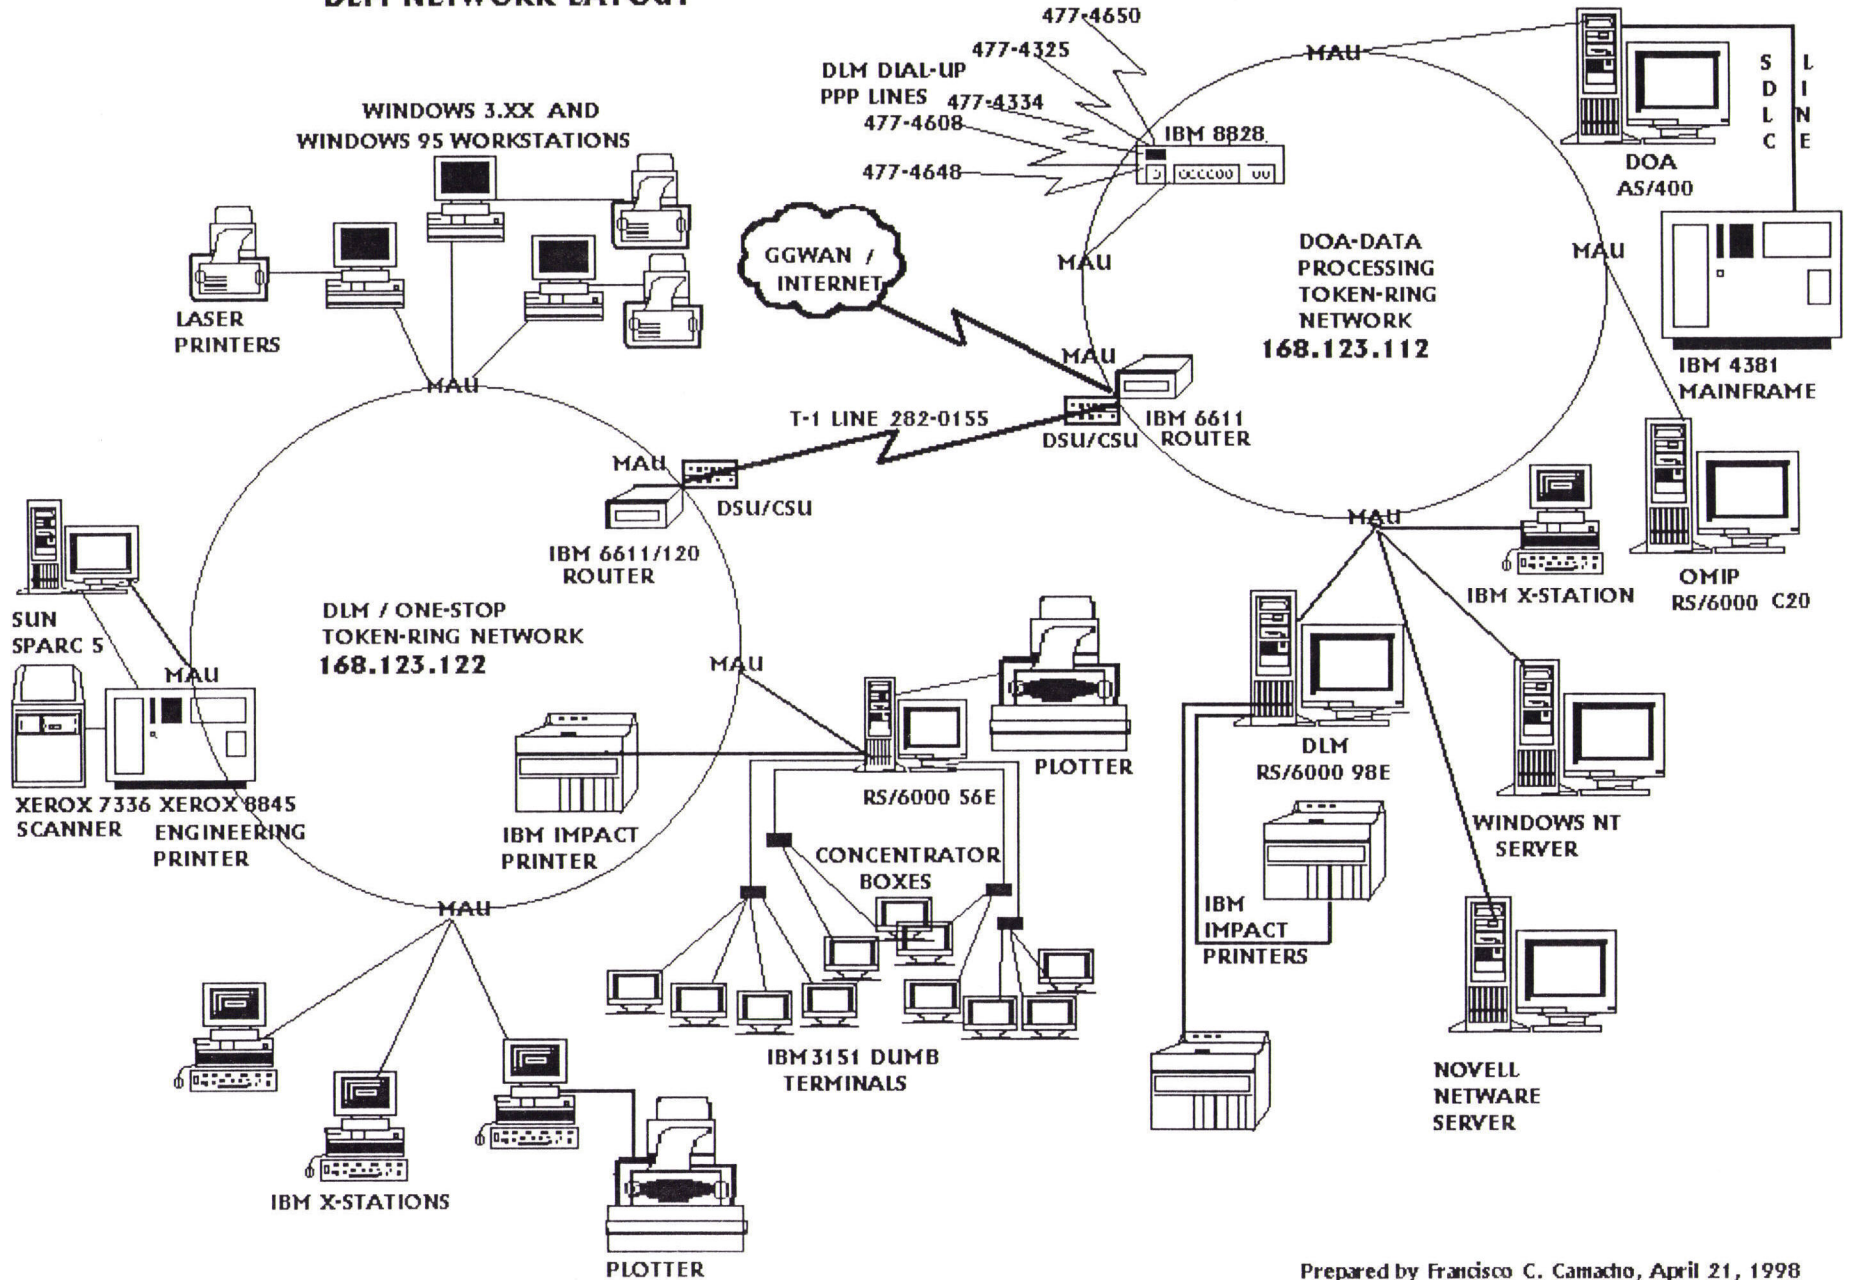 DLM NETWORK LAYOUT
477-4650
477-4325
DLM DIAL-UP
PPP LINES
477-4334
477-4608
477-4648
IBM 8828
MAU
SDLC LINE
DOA
AS/400
WINDOWS 3.XX AND
WINDOWS 95 WORKSTATIONS
LASER
PRINTERS
GGWAN /
INTERNET
MAU
MAU
DOA-DATA
PROCESSING
TOKEN-RING
NETWORK
168.123.112
IBM 4381
MAINFRAME
MAU
MAU
T-1 LINE 282-0155
DSU/CSU
IBM 6611
ROUTER
MAU
DSU/CSU
IBM 6611/120
ROUTER
MAU
IBM X-STATION
OMIP
RS/6000 C20
SUN
SPARC 5
MAU
DLM / ONE-STOP
TOKEN-RING NETWORK
168.123.122
MAU
XEROX 7336
SCANNER
XEROX 8845
ENGINEERING
PRINTER
IBM IMPACT
PRINTER
RS/6000 56E
PLOTTER
DLM
RS/6000 98E
WINDOWS NT
SERVER
CONCENTRATOR
BOXES
IBM
IMPACT
PRINTERS
MAU
IBM3151 DUMB
TERMINALS
NOVELL
NETWARE
SERVER
IBM X-STATIONS
PLOTTER
Prepared by Francisco C. Camacho, April 21, 1998